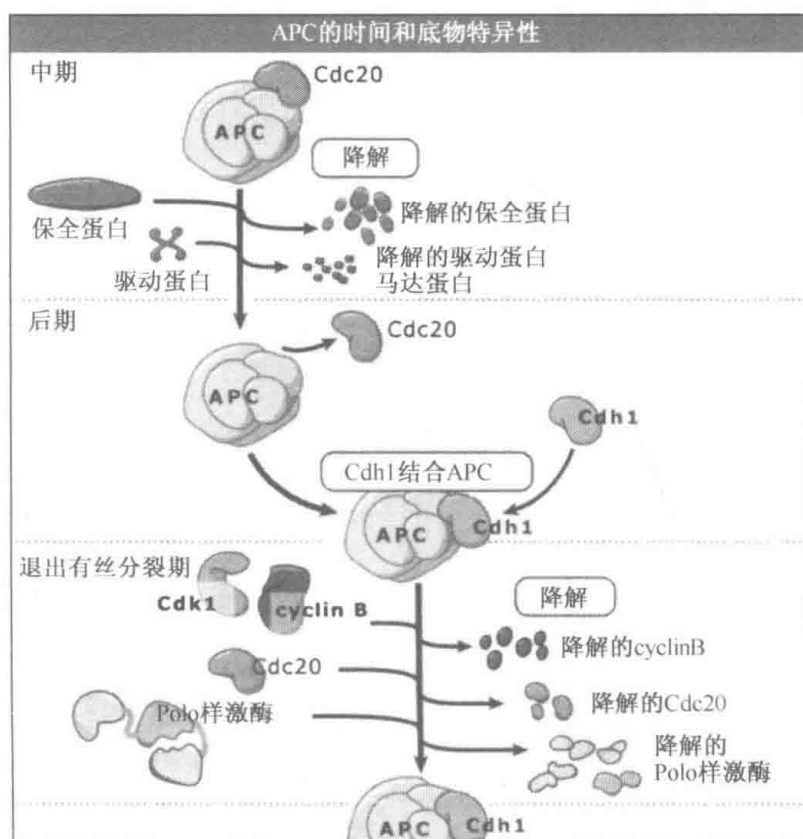 APC的时间和底物特异性
中期
Cdc20
APC
降解
保全蛋白
降解的保全蛋白
驱动蛋白
降解的驱动蛋白
马达蛋白
后期
Cdc20
APC
Cdh1
Cdh1结合APC
APC
Cdh1
退出有丝分裂期
Cdk1
cyclin B
降解
降解的cyclinB
Cdc20
降解的Cdc20
Polo样激酶
降解的
Polo样激酶
APC
Cdh1